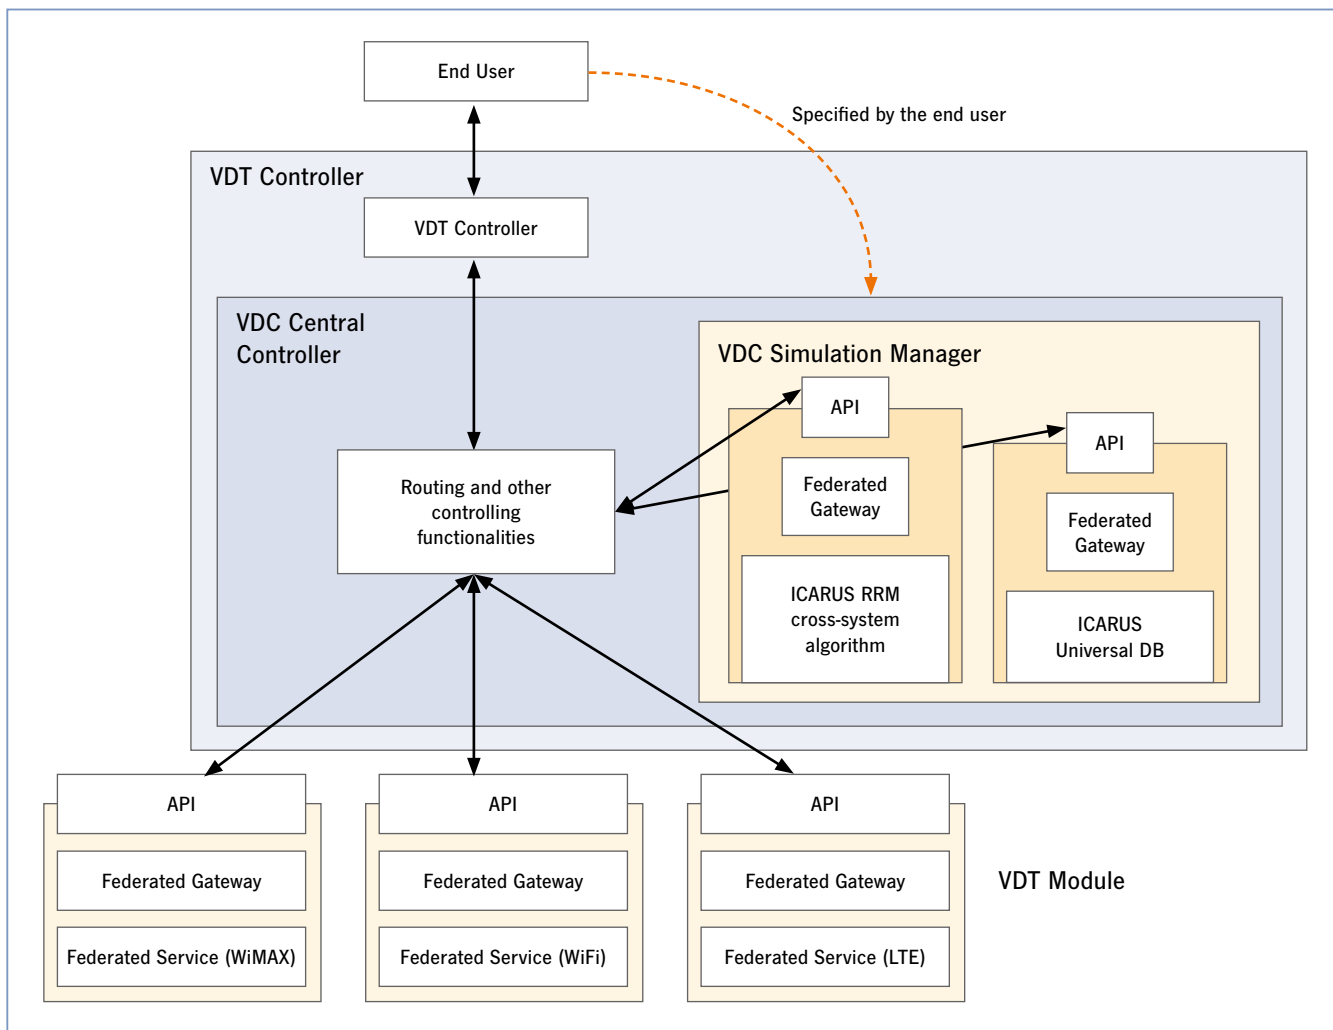 End User
Specified by the end user
VDT Controller
VDT Controller
VDC Central
Controller
VDC Simulation Manager
API
API
Routing and other
controlling
functionalities
Federated
Gateway
Federated
Gateway
ICARUS RRM
cross-system
algorithm
ICARUS
Universal DB
API
API
API
Federated Gateway
Federated Gateway
Federated Gateway
VDT Module
Federated Service (WiMAX)
Federated Service (WiFi)
Federated Service (LTE)